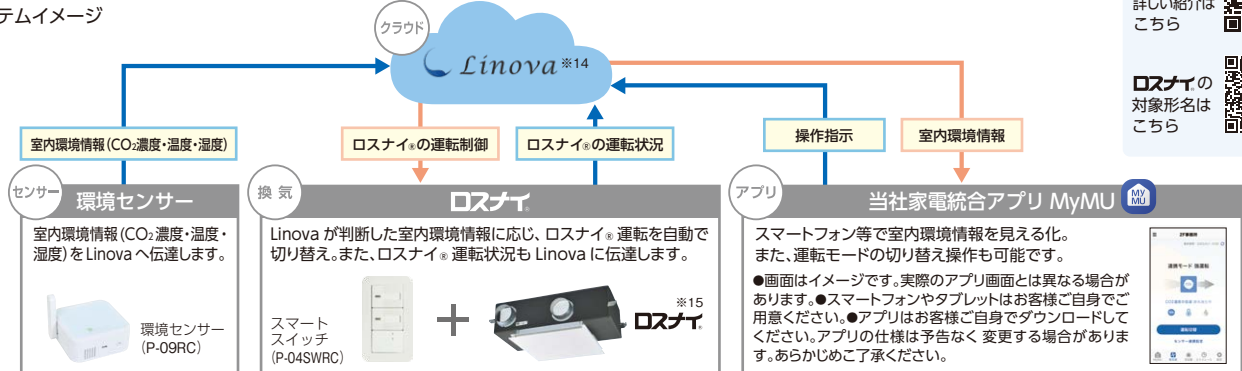 テムイメージ
詳しい紹介は
こちら
ロスナイ®の
対象形名は
こちら
クラウド
Linova※14
室内環境情報(CO2濃度・温度・湿度)
ロスナイ®の運転制御
ロスナイ®の運転状況
操作指示
室内環境情報
センサー
環境センサー
室内環境情報(CO2濃度・温度・
湿度)をLinovaへ伝達します。
環境センサー
(P-09RC)
換気
ロスナイ®
Linova が判断した室内環境情報に応じ、ロスナイ® 運転を自動で
切り替え。また、ロスナイ® 運転状況も Linova に伝達します。
スマート
スイッチ
(P-04SWRC)
+
※15
ロスナイ®
アプリ
当社家電統合アプリ MyMU
MY
MU
スマートフォン等で室内環境情報を見える化。
また、運転モードの切り替え操作も可能です。
●画面はイメージです。実際のアプリ画面とは異なる場合が
あります。●スマートフォンやタブレットはお客様ご自身でご
用意ください。●アプリはお客様ご自身でダウンロードして
ください。アプリの仕様は予告なく 変更する場合がありま
す。あらかじめご了承ください。
連携モード 強運転